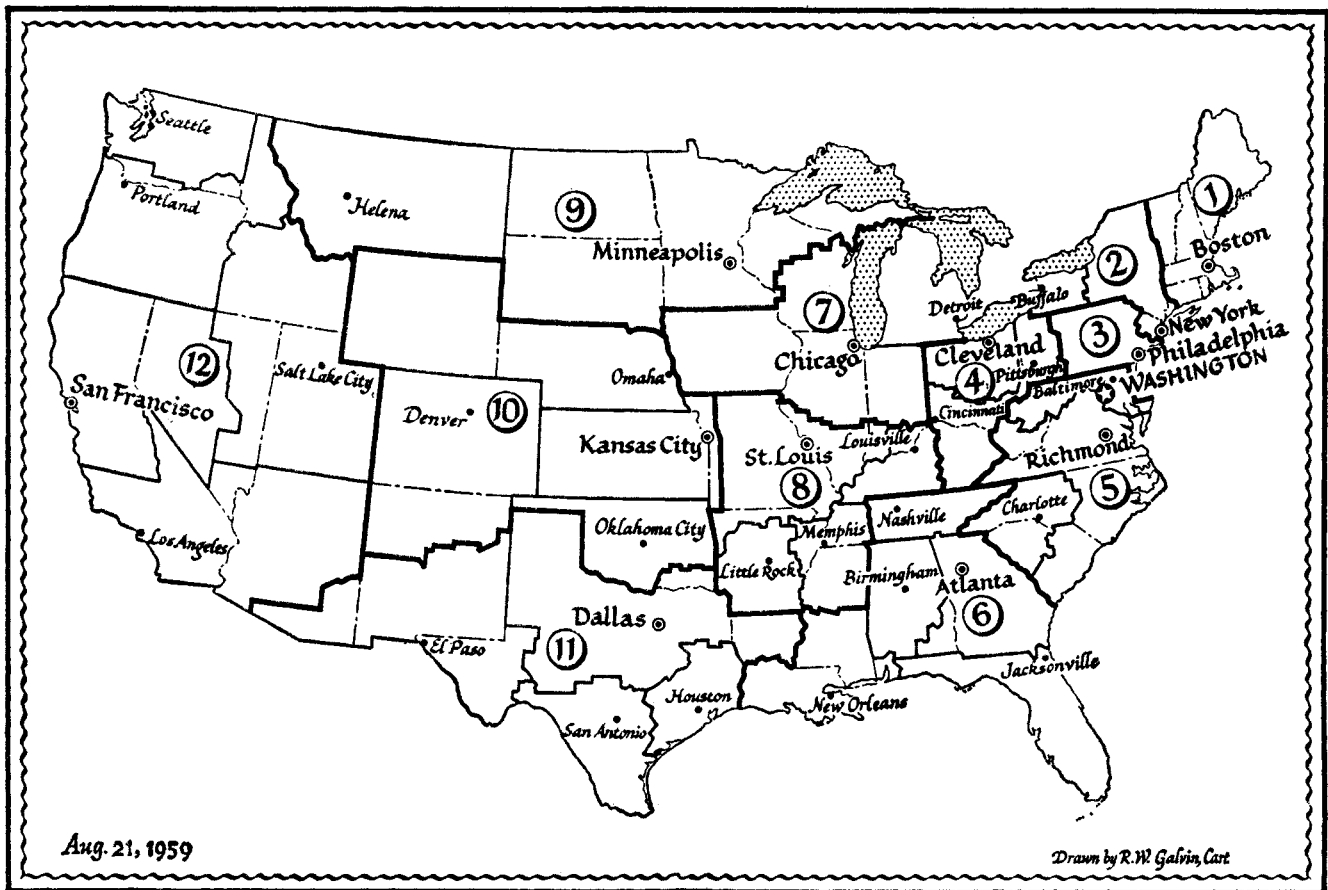 Seattle
Portland
Helena
9
Minneapolis
1
Boston
2
Buffalo
Detroit
7
Chicago
New York
3
Philadelphia
Cleveland
Pittsburgh
4
Baltimore
WASHINGTON
Cincinnati
12
Salt Lake City
San Francisco
Omaha
Denver
10
Kansas City
St. Louis
Louisville
8
Richmond
5
Charlotte
Nashville
Memphis
Los Angeles
Oklahoma City
Little Rock
Birmingham
Atlanta
6
Dallas
11
El Paso
Houston
San Antonio
New Orleans
Jacksonville
Aug. 21, 1959
Drawn by R.W. Galvin, Cart